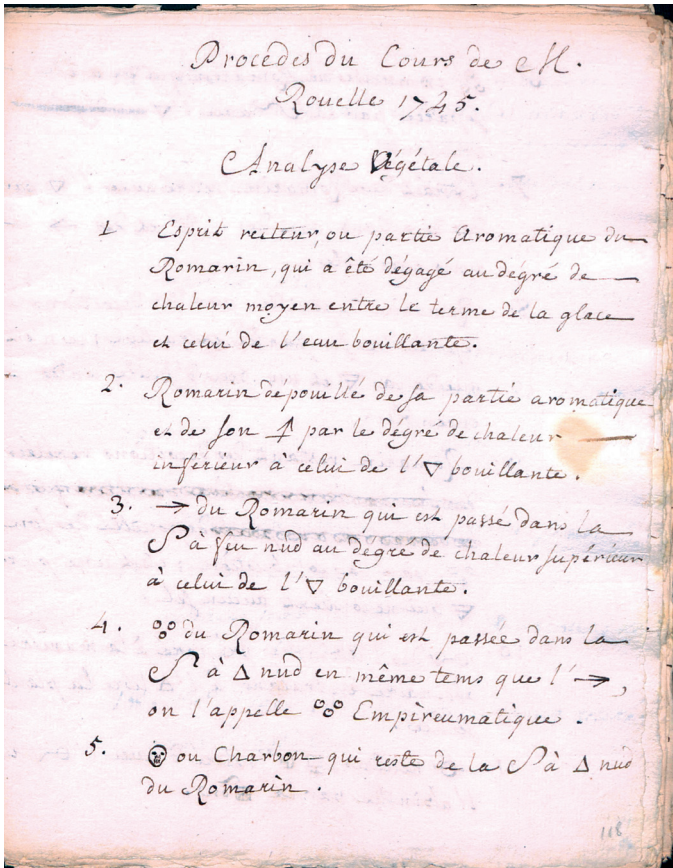 Procedés du Cours de M.
Rouelle 1745.
Analyse Végétale.
1 Esprit recteur, ou partie Aromatique du
Romarin, qui a été dégagé au dégré de
chaleur moyen entre le terme de la glace
et celui de l'eau bouillante.
2. Romarin dépouillé de sa partie aromatique
et de son par le dégré de chaleur
inférieur à celui de l'🜄 bouillante.
3. → du Romarin qui est passé dans la
à feu nud au dégré de chaleur supérieur
à celui de l'🜄 bouillante.
4. du Romarin qui est passée dans la
à 🜂 nud en même tems que l'→,
on l'appelle Empireumatique.
5. ou Charbon qui reste de la à 🜂 nud
du Romarin.
118